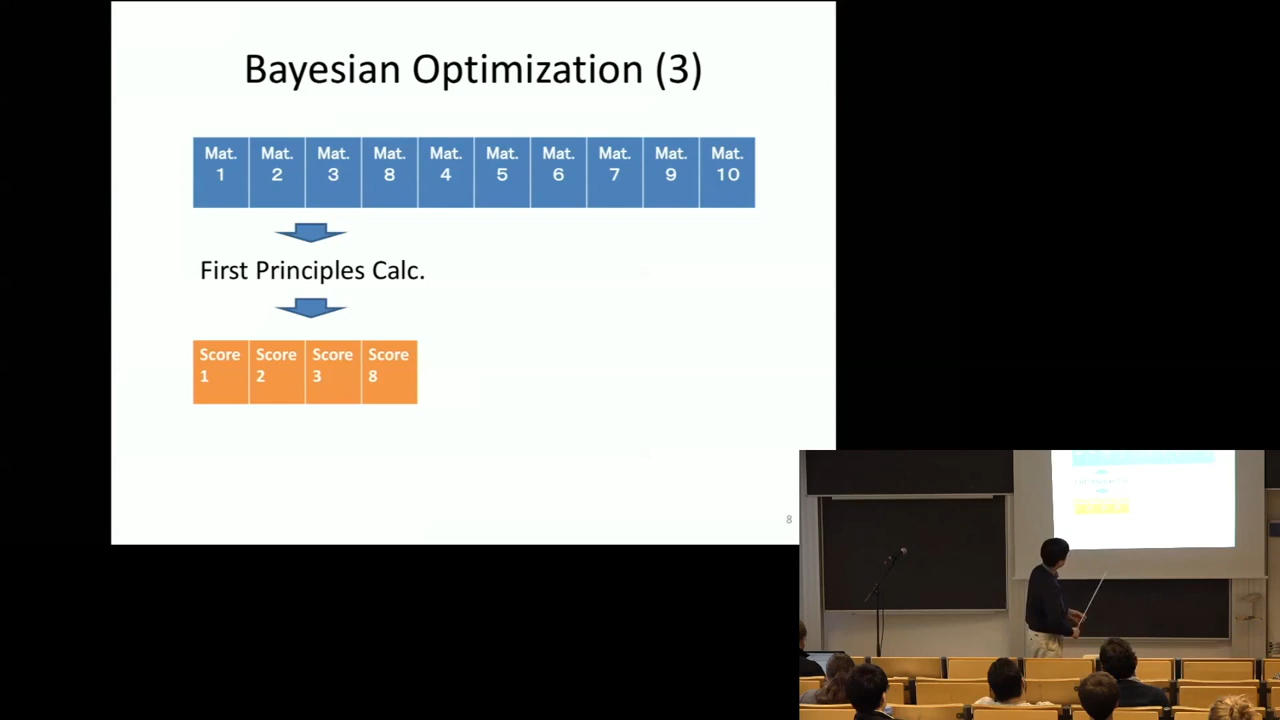 Bayesian Optimization (3)
Mat. Mat. Mat. Mat. Mat. Mat. Mat. Mat. Mat. Mat.
1 2 3 8 4 5 6 7 9 10
First Principles Calc.
Score Score Score Score
1 2 3 8
8